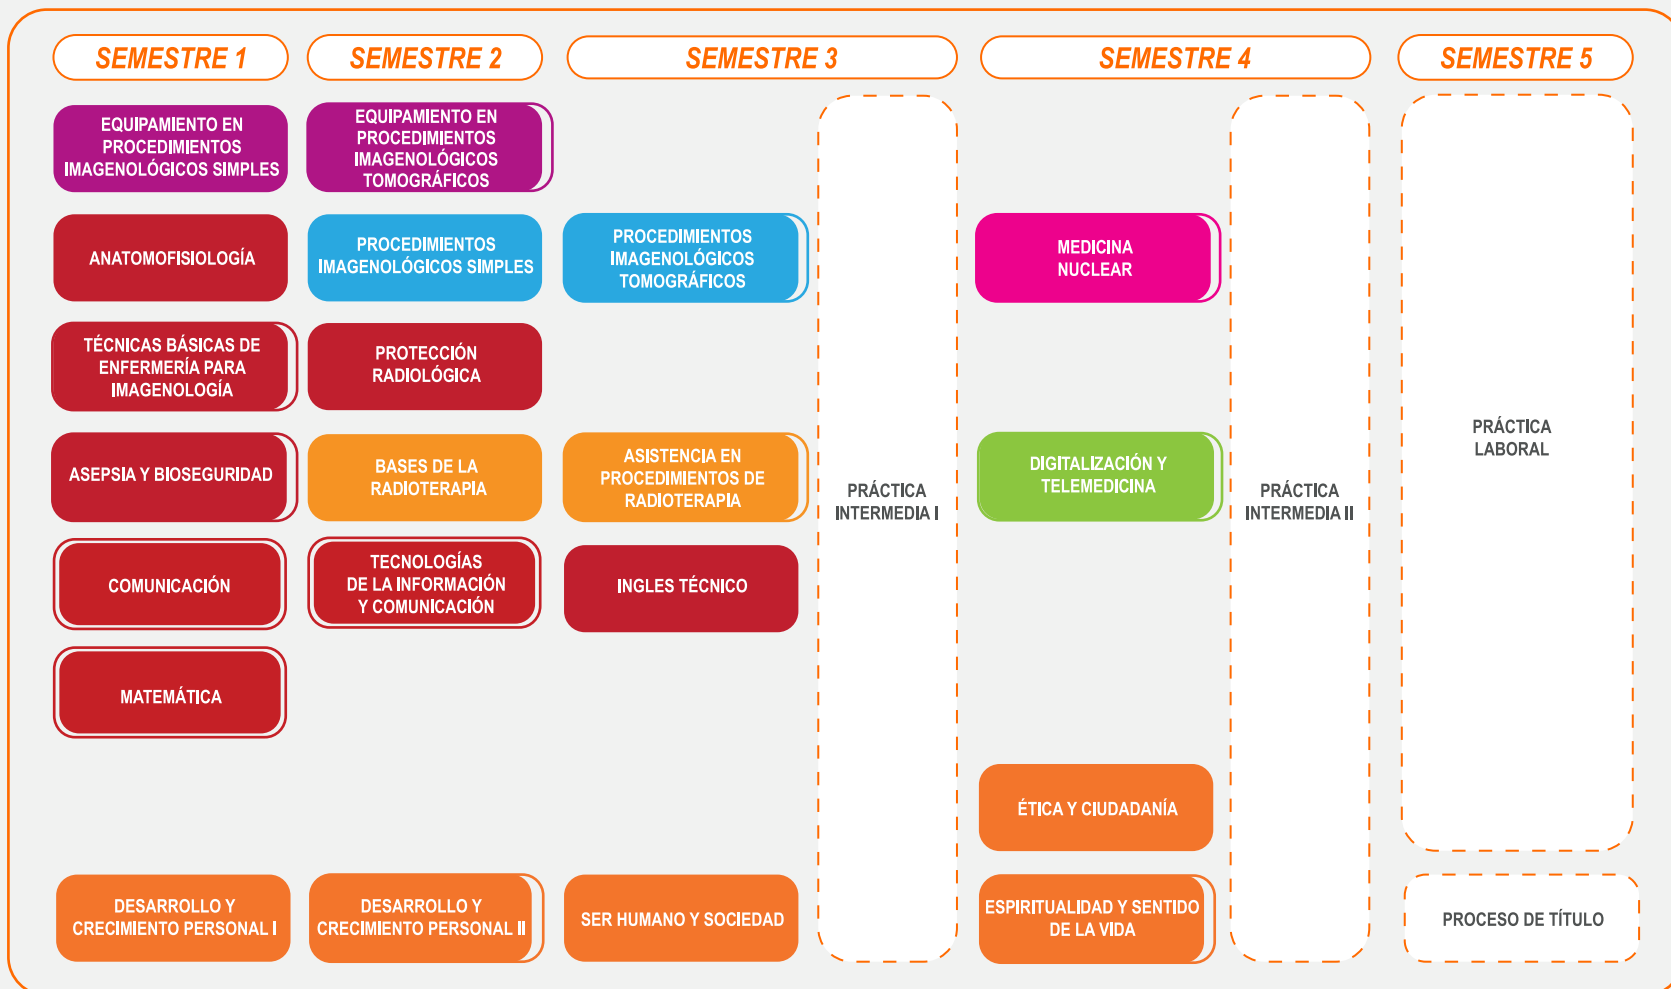 SEMESTRE 1
SEMESTRE 2
SEMESTRE 3
SEMESTRE 4
SEMESTRE 5
EQUIPAMIENTO EN
PROCEDIMIENTOS
IMAGENOLÓGICOS SIMPLES
EQUIPAMIENTO EN
PROCEDIMIENTOS
IMAGENOLÓGICOS
TOMOGRÁFICOS
ANATOMOFISIOLOGÍA
PROCEDIMIENTOS
IMAGENOLÓGICOS SIMPLES
PROCEDIMIENTOS
IMAGENOLÓGICOS
TOMOGRÁFICOS
MEDICINA
NUCLEAR
TÉCNICAS BÁSICAS DE
ENFERMERÍA PARA
IMAGENOLOGÍA
PROTECCIÓN
RADIOLÓGICA
ASEPSIA Y BIOSEGURIDAD
BASES DE LA
RADIOTERAPIA
ASISTENCIA EN
PROCEDIMIENTOS DE
RADIOTERAPIA
PRÁCTICA
INTERMEDIA I
DIGITALIZACIÓN Y
TELEMEDICINA
PRÁCTICA
INTERMEDIA II
PRÁCTICA
LABORAL
COMUNICACIÓN
TECNOLOGÍAS
DE LA INFORMACIÓN
Y COMUNICACIÓN
INGLES TÉCNICO
MATEMÁTICA
ÉTICA Y CIUDADANÍA
DESARROLLO Y
CRECIMIENTO PERSONAL I
DESARROLLO Y
CRECIMIENTO PERSONAL II
SER HUMANO Y SOCIEDAD
ESPIRITUALIDAD Y SENTIDO
DE LA VIDA
PROCESO DE TÍTULO